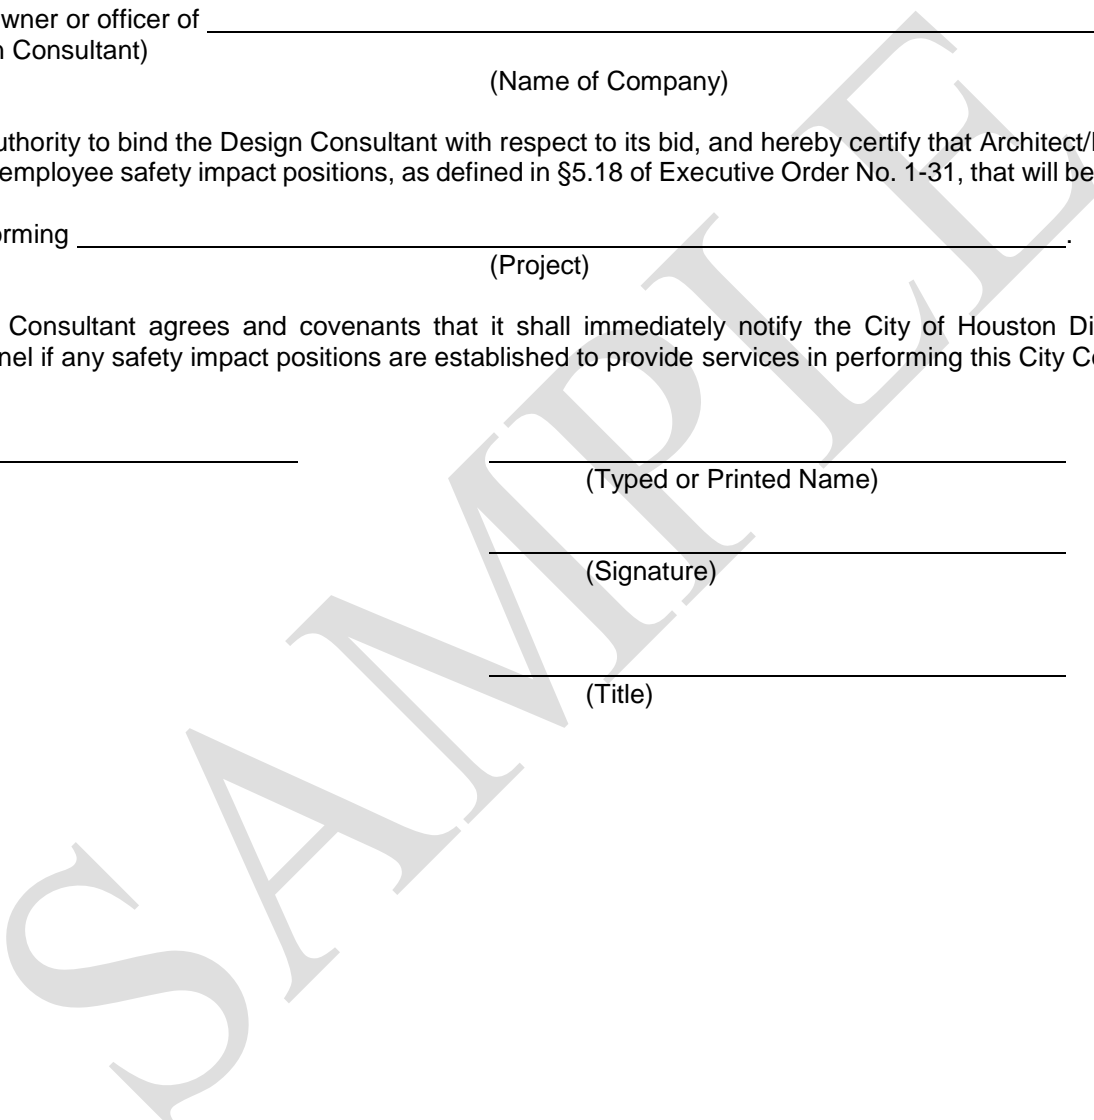 wner or officer of
n Consultant)
(Name of Company)
uthority to bind the Design Consultant with respect to its bid, and hereby certify that Architect/
employee safety impact positions, as defined in §5.18 of Executive Order No. 1-31, that will be
orming .
(Project)
Consultant agrees and covenants that it shall immediately notify the City of Houston Di
nel if any safety impact positions are established to provide services in performing this City Co
(Typed or Printed Name)
(Signature)
(Title)
SAMPLE